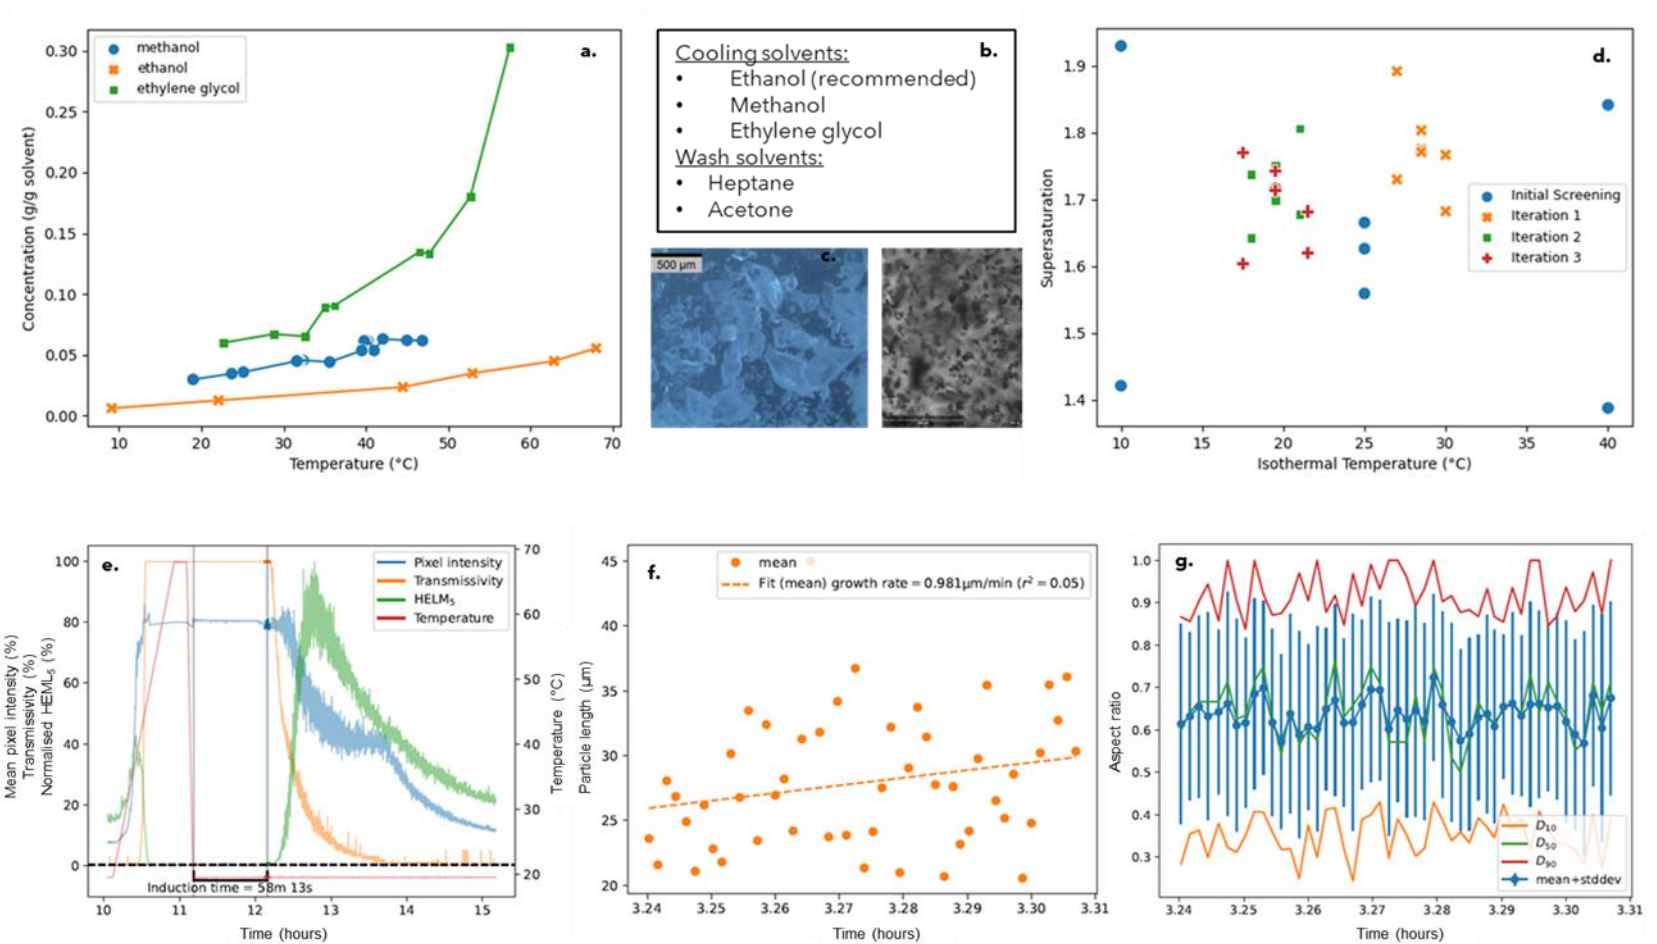 a.
methanol
ethanol
ethylene glycol
0.30
0.25
0.20
0.15
0.10
0.05
0.00
Concentration (g/g solvent)
10 20 30 40 50 60 70
Temperature (°C)
b.
Cooling solvents:
• Ethanol (recommended)
• Methanol
• Ethylene glycol
Wash solvents:
• Heptane
• Acetone
c.
500 µm
d.
1.9
1.8
1.7
1.6
1.5
1.4
Supersaturation
Initial Screening
Iteration 1
Iteration 2
Iteration 3
10 15 20 25 30 35 40
Isothermal Temperature (°C)
e.
Pixel intensity
Transmissivity
HELM₅
Temperature
100
80
60
40
20
0
Mean pixel intensity (%)
Transmissivity (%)
Normalised HEML₅ (%)
70
60
50
40
30
20
Temperature (°C)
Induction time = 58m 13s
10 11 12 13 14 15
Time (hours)
f.
mean
Fit (mean) growth rate = 0.981µm/min (r² = 0.05)
45
40
35
30
25
20
Particle length (µm)
3.24 3.25 3.26 3.27 3.28 3.29 3.30 3.31
Time (hours)
g.
1.0
0.9
0.8
0.7
0.6
0.5
0.4
0.3
Aspect ratio
D₁₀
D₅₀
D₉₀
mean+stddev
3.24 3.25 3.26 3.27 3.28 3.29 3.30 3.31
Time (hours)